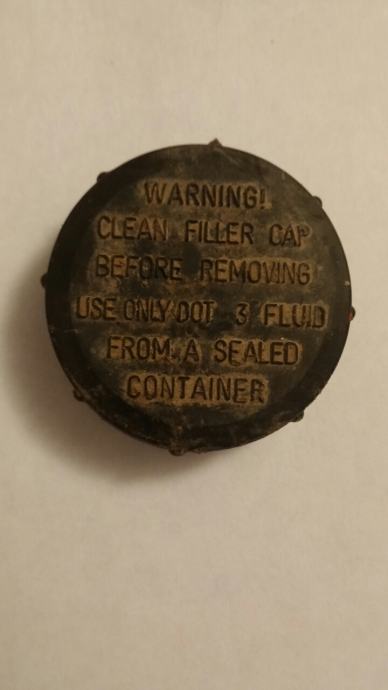 WARNING!
CLEAN FILLER CAP
BEFORE REMOVING
USE ONLY DOT 3 FLUID
FROM A SEALED
CONTAINER